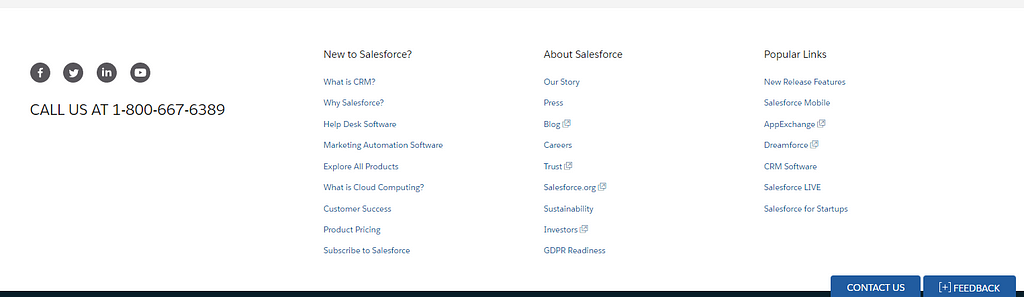 CALL US AT 1-800-667-6389
New to Salesforce?
What is CRM?
Why Salesforce?
Help Desk Software
Marketing Automation Software
Explore All Products
What is Cloud Computing?
Customer Success
Product Pricing
Subscribe to Salesforce
About Salesforce
Our Story
Press
Blog
Careers
Trust
Salesforce.org
Sustainability
Investors
GDPR Readiness
Popular Links
New Release Features
Salesforce Mobile
AppExchange
Dreamforce
CRM Software
Salesforce LIVE
Salesforce for Startups
CONTACT US
[+] FEEDBACK